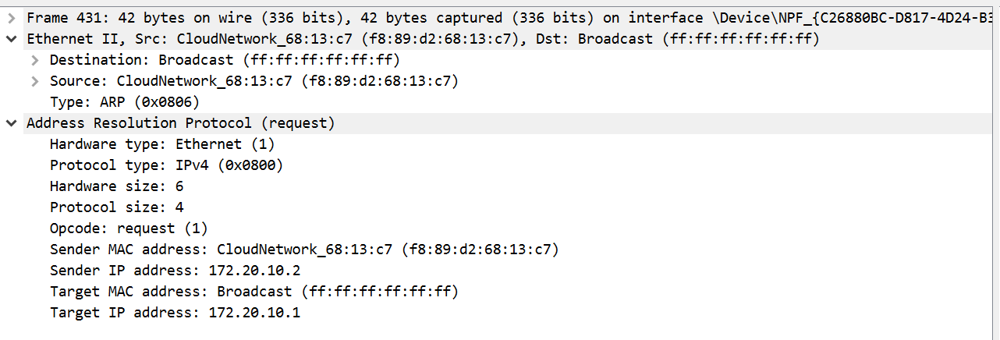 Frame 431: 42 bytes on wire (336 bits), 42 bytes captured (336 bits) on interface \Device\NPF_{C26880BC-D817-4D24-B3
Ethernet II, Src: CloudNetwork_68:13:c7 (f8:89:d2:68:13:c7), Dst: Broadcast (ff:ff:ff:ff:ff:ff)
Destination: Broadcast (ff:ff:ff:ff:ff:ff)
Source: CloudNetwork_68:13:c7 (f8:89:d2:68:13:c7)
Type: ARP (0x0806)
Address Resolution Protocol (request)
Hardware type: Ethernet (1)
Protocol type: IPv4 (0x0800)
Hardware size: 6
Protocol size: 4
Opcode: request (1)
Sender MAC address: CloudNetwork_68:13:c7 (f8:89:d2:68:13:c7)
Sender IP address: 172.20.10.2
Target MAC address: Broadcast (ff:ff:ff:ff:ff:ff)
Target IP address: 172.20.10.1